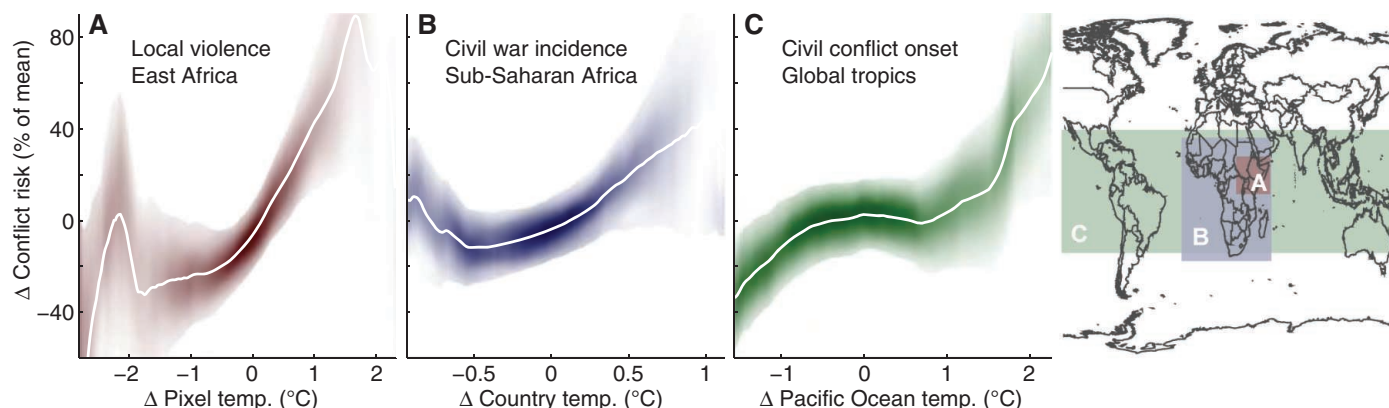 Δ Conflict risk (% of mean)
80
40
0
−40
A
Local violence
East Africa
−2
−1
0
1
2
Δ Pixel temp. (°C)
B
Civil war incidence
Sub-Saharan Africa
−0.5
0
0.5
1
Δ Country temp. (°C)
C
Civil conflict onset
Global tropics
−1
0
1
2
Δ Pacific Ocean temp. (°C)
A
B
C